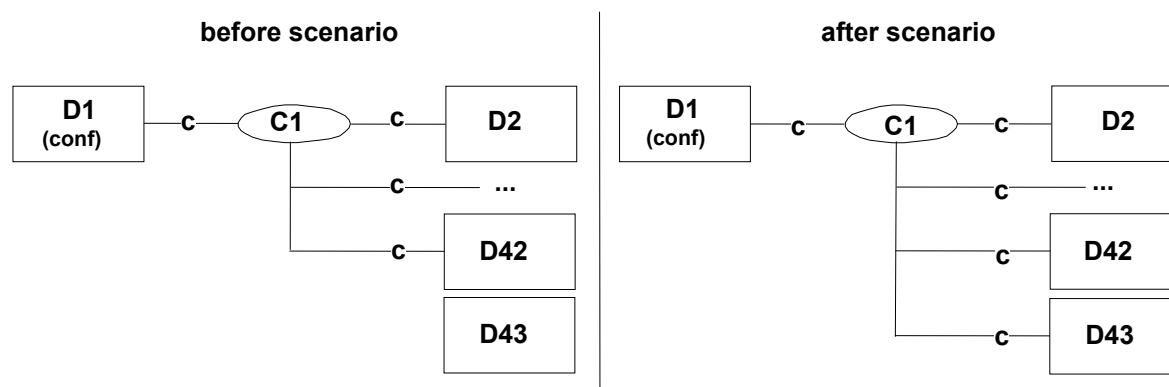 before scenario
D1
(conf)
c
C1
c
D2
c
...
c
D42
D43
after scenario
D1
(conf)
c
C1
c
D2
c
...
c
D42
c
D43